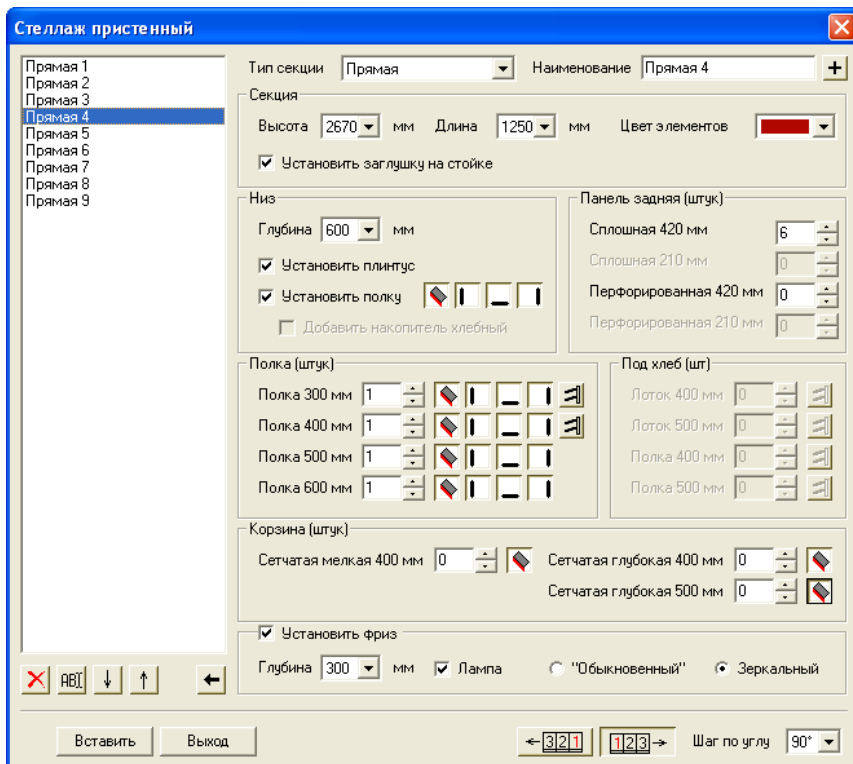 Стеллаж пристенный
Прямая 1
Прямая 2
Прямая 3
Прямая 4
Прямая 5
Прямая 6
Прямая 7
Прямая 8
Прямая 9
Тип секции Прямая Наименование Прямая 4 +
Секция
Высота 2670 мм Длина 1250 мм Цвет элементов
Установить заглушку на стойке
Низ
Глубина 600 мм
Установить плинтус
Установить полку
Добавить накопитель хлебный
Панель задняя (штук)
Сплошная 420 мм 6
Сплошная 210 мм 0
Перфорированная 420 мм 0
Перфорированная 210 мм 0
Полка (штук)
Полка 300 мм 1
Полка 400 мм 1
Полка 500 мм 1
Полка 600 мм 1
Под хлеб (шт)
Лоток 400 мм 0
Лоток 500 мм 0
Полка 400 мм 0
Полка 500 мм 0
Корзина (штук)
Сетчатая мелкая 400 мм 0 Сетчатая глубокая 400 мм 0
Сетчатая глубокая 500 мм 0
Установить фриз
Глубина 300 мм Лампа "Обыкновенный" Зеркальный
ABI
Вставить Выход 321 123 Шаг по углу 90°